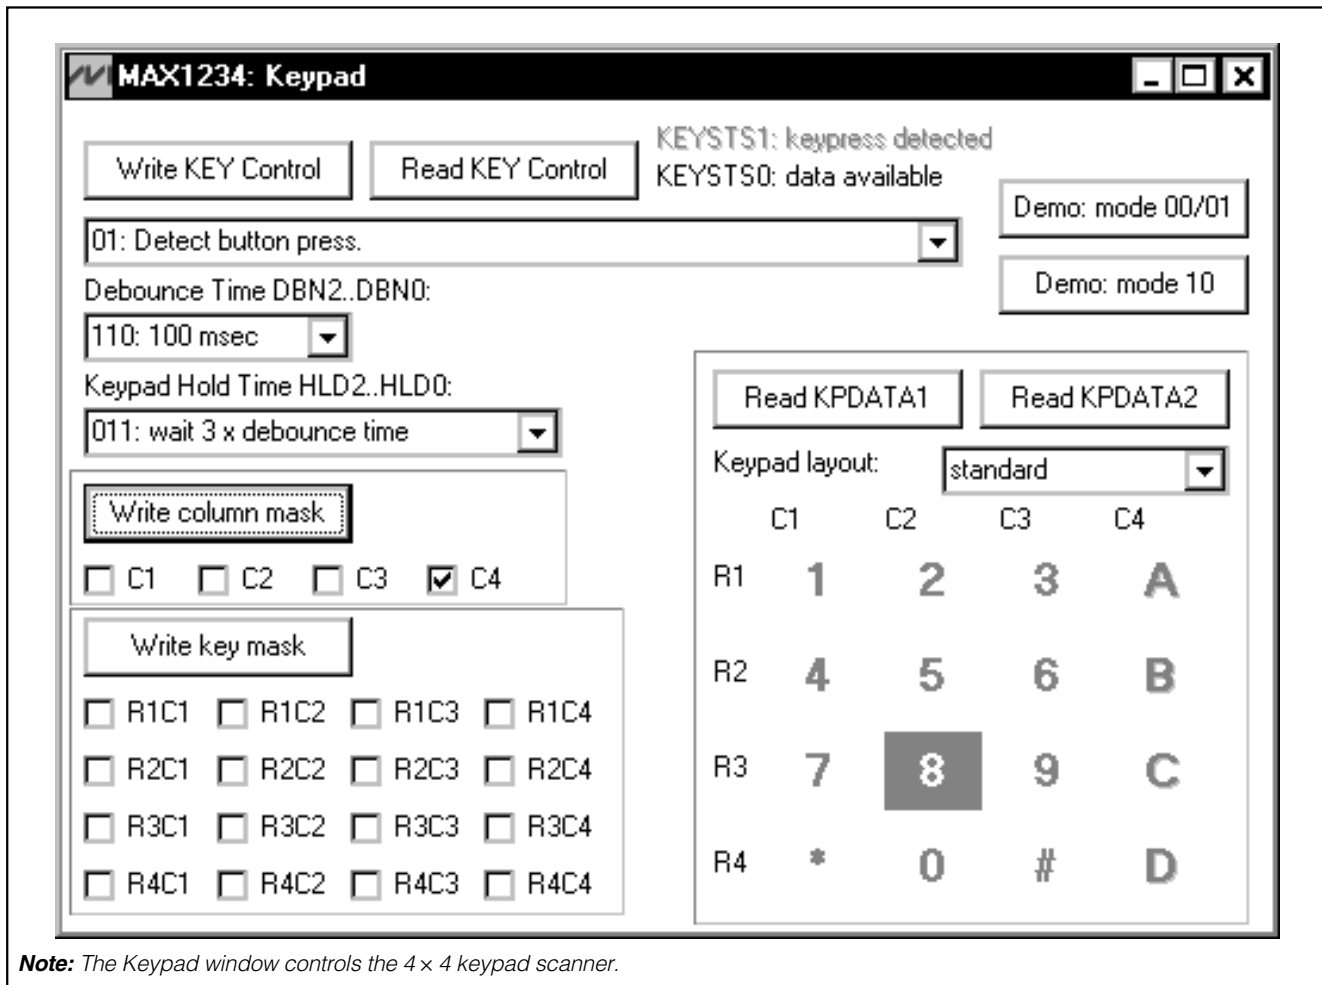 MAX1234: Keypad
Write KEY Control
Read KEY Control
KEYSTS1: keypress detected
KEYSTS0: data available
Demo: mode 00/01
01: Detect button press.
Demo: mode 10
Debounce Time DBN2..DBN0:
110: 100 msec
Keypad Hold Time HLD2..HLD0:
011: wait 3 x debounce time
Write column mask
C1 C2 C3 C4
Write key mask
R1C1 R1C2 R1C3 R1C4
R2C1 R2C2 R2C3 R2C4
R3C1 R3C2 R3C3 R3C4
R4C1 R4C2 R4C3 R4C4
Read KPDATA1
Read KPDATA2
Keypad layout: standard
C1 C2 C3 C4
R1 1 2 3 A
R2 4 5 6 B
R3 7 8 9 C
R4 * 0 # D
Note: The Keypad window controls the 4 × 4 keypad scanner.